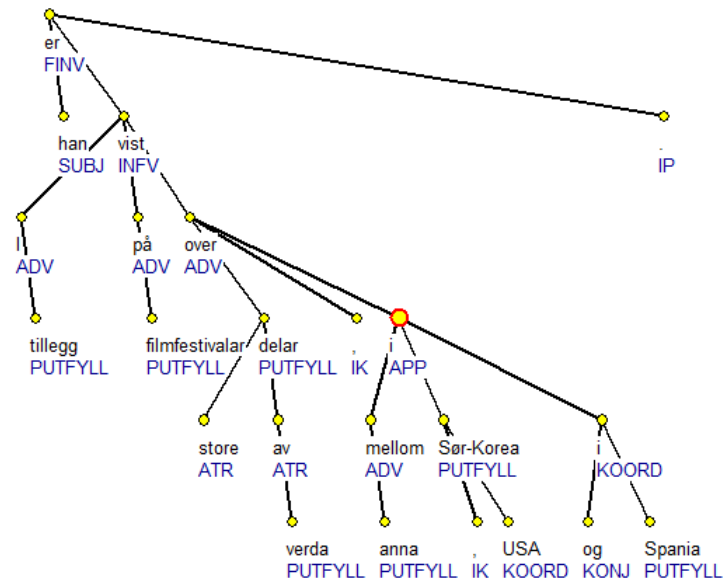 er
FINV
han vist .
SUBJ INFV IP
I på over
ADV ADV ADV
tillegg filmfestivalar delar , i
PUTFYLL PUTFYLL PUTFYLL IK APP
store av mellom Sør-Korea i
ATR ATR ADV PUTFYLL KOORD
verda anna , USA og Spania
PUTFYLL PUTFYLL IK KOORD KONJ PUTFYLL